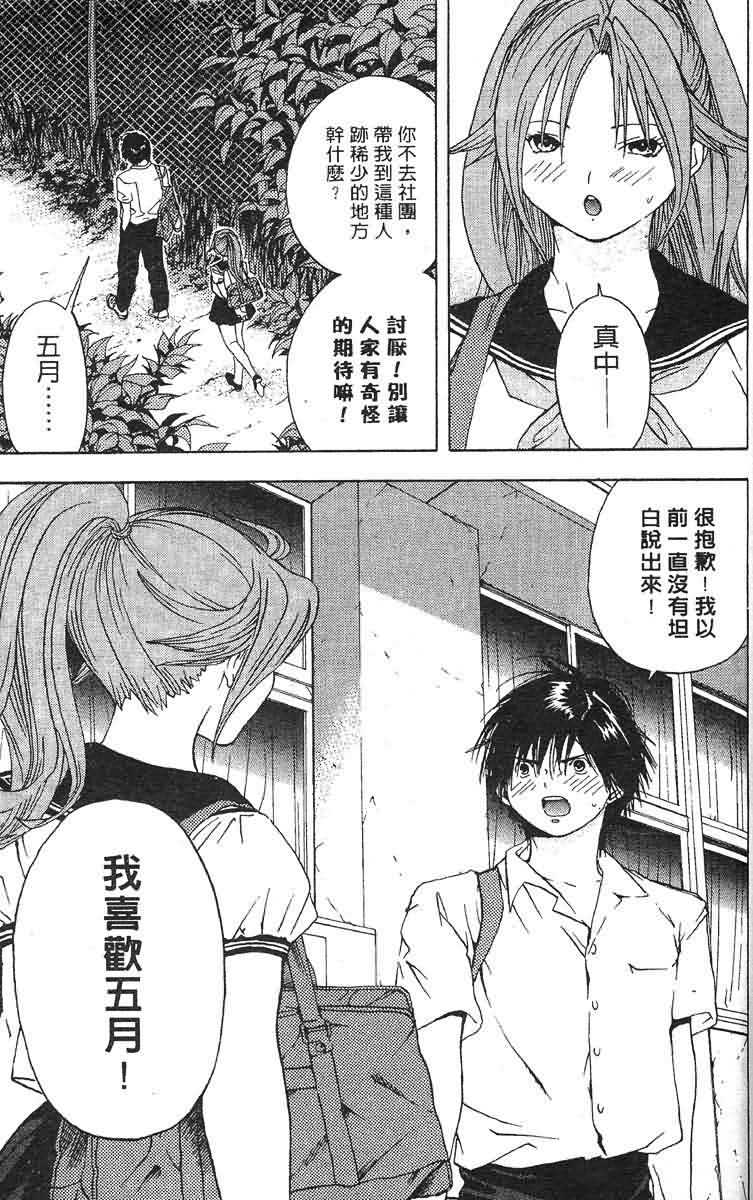 真中——
你不去社團，
帶我到這種人
跡稀少的地方
幹什麼？
討厭！別讓
人家有奇怪
的期待嘛！
五月……
很抱歉！我以
前一直沒有坦
白說出來！
我喜歡五月！